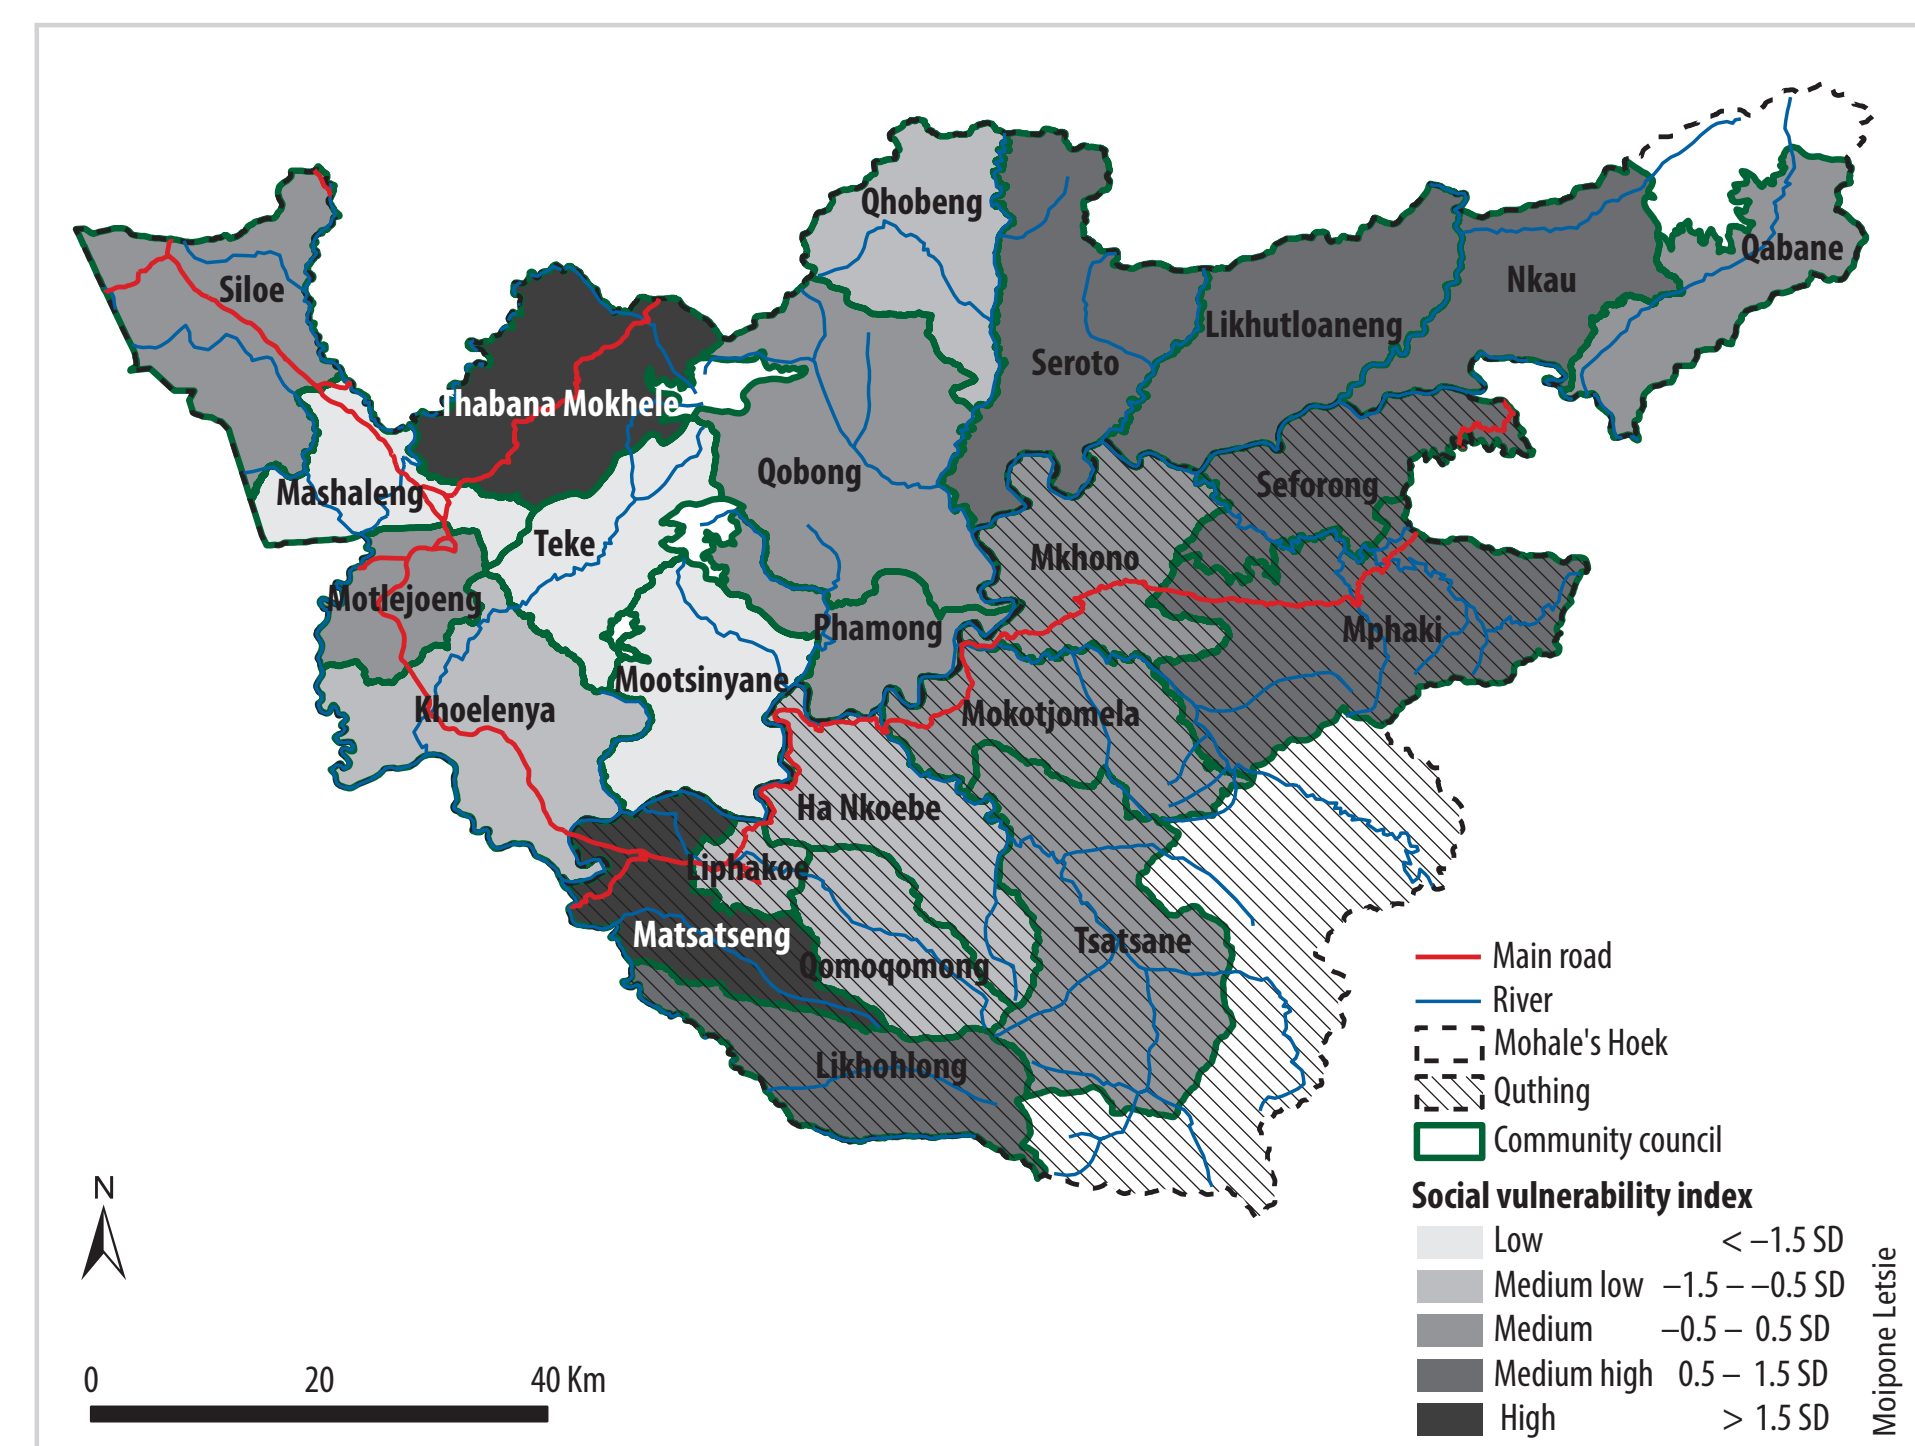 Qhobeng
Qabane
Siloe
Nkau
Likhutloaneng
Seroto
Thabana Mokhele
Qobong
Seforong
Mashaleng
Teke
Mkhono
Motlejoeng
Phamong
Mphaki
Mootsinyane
Khoelenya
Mokotjomela
Ha Nkoebe
Liphakoe
Matsatseng
Tsatsane
Qomoqomong
Likhohlong
Main road
River
Mohale's Hoek
Quthing
Community council
Social vulnerability index
Low < –1.5 SD
Medium low –1.5 – –0.5 SD
Medium –0.5 – 0.5 SD
Medium high 0.5 – 1.5 SD
High > 1.5 SD
N
0 20 40 Km
Moipone Letsie